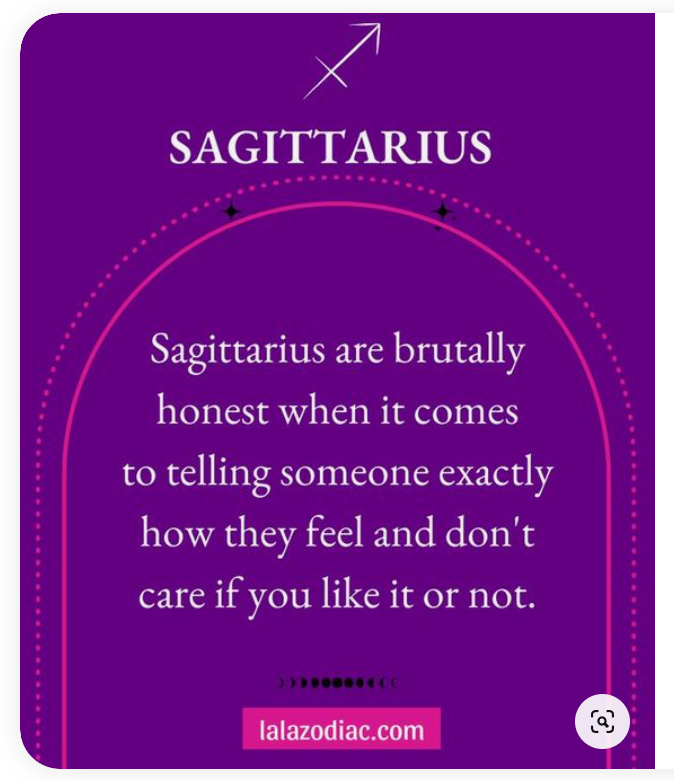 SAGITTARIUS
Sagittarius are brutally
honest when it comes
to telling someone exactly
how they feel and don't
care if you like it or not.
lalazodiac.com